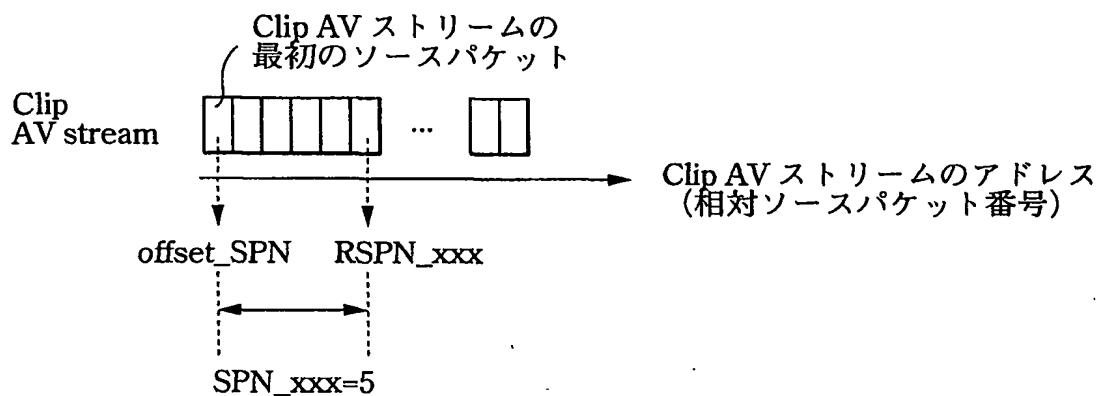 Clip AV ストリームの
最初のソースパケット
Clip
AV stream
...
Clip AV ストリームのアドレス
(相対ソースパケット番号)
offset_SPN RSPN_xxx
SPN_xxx=5